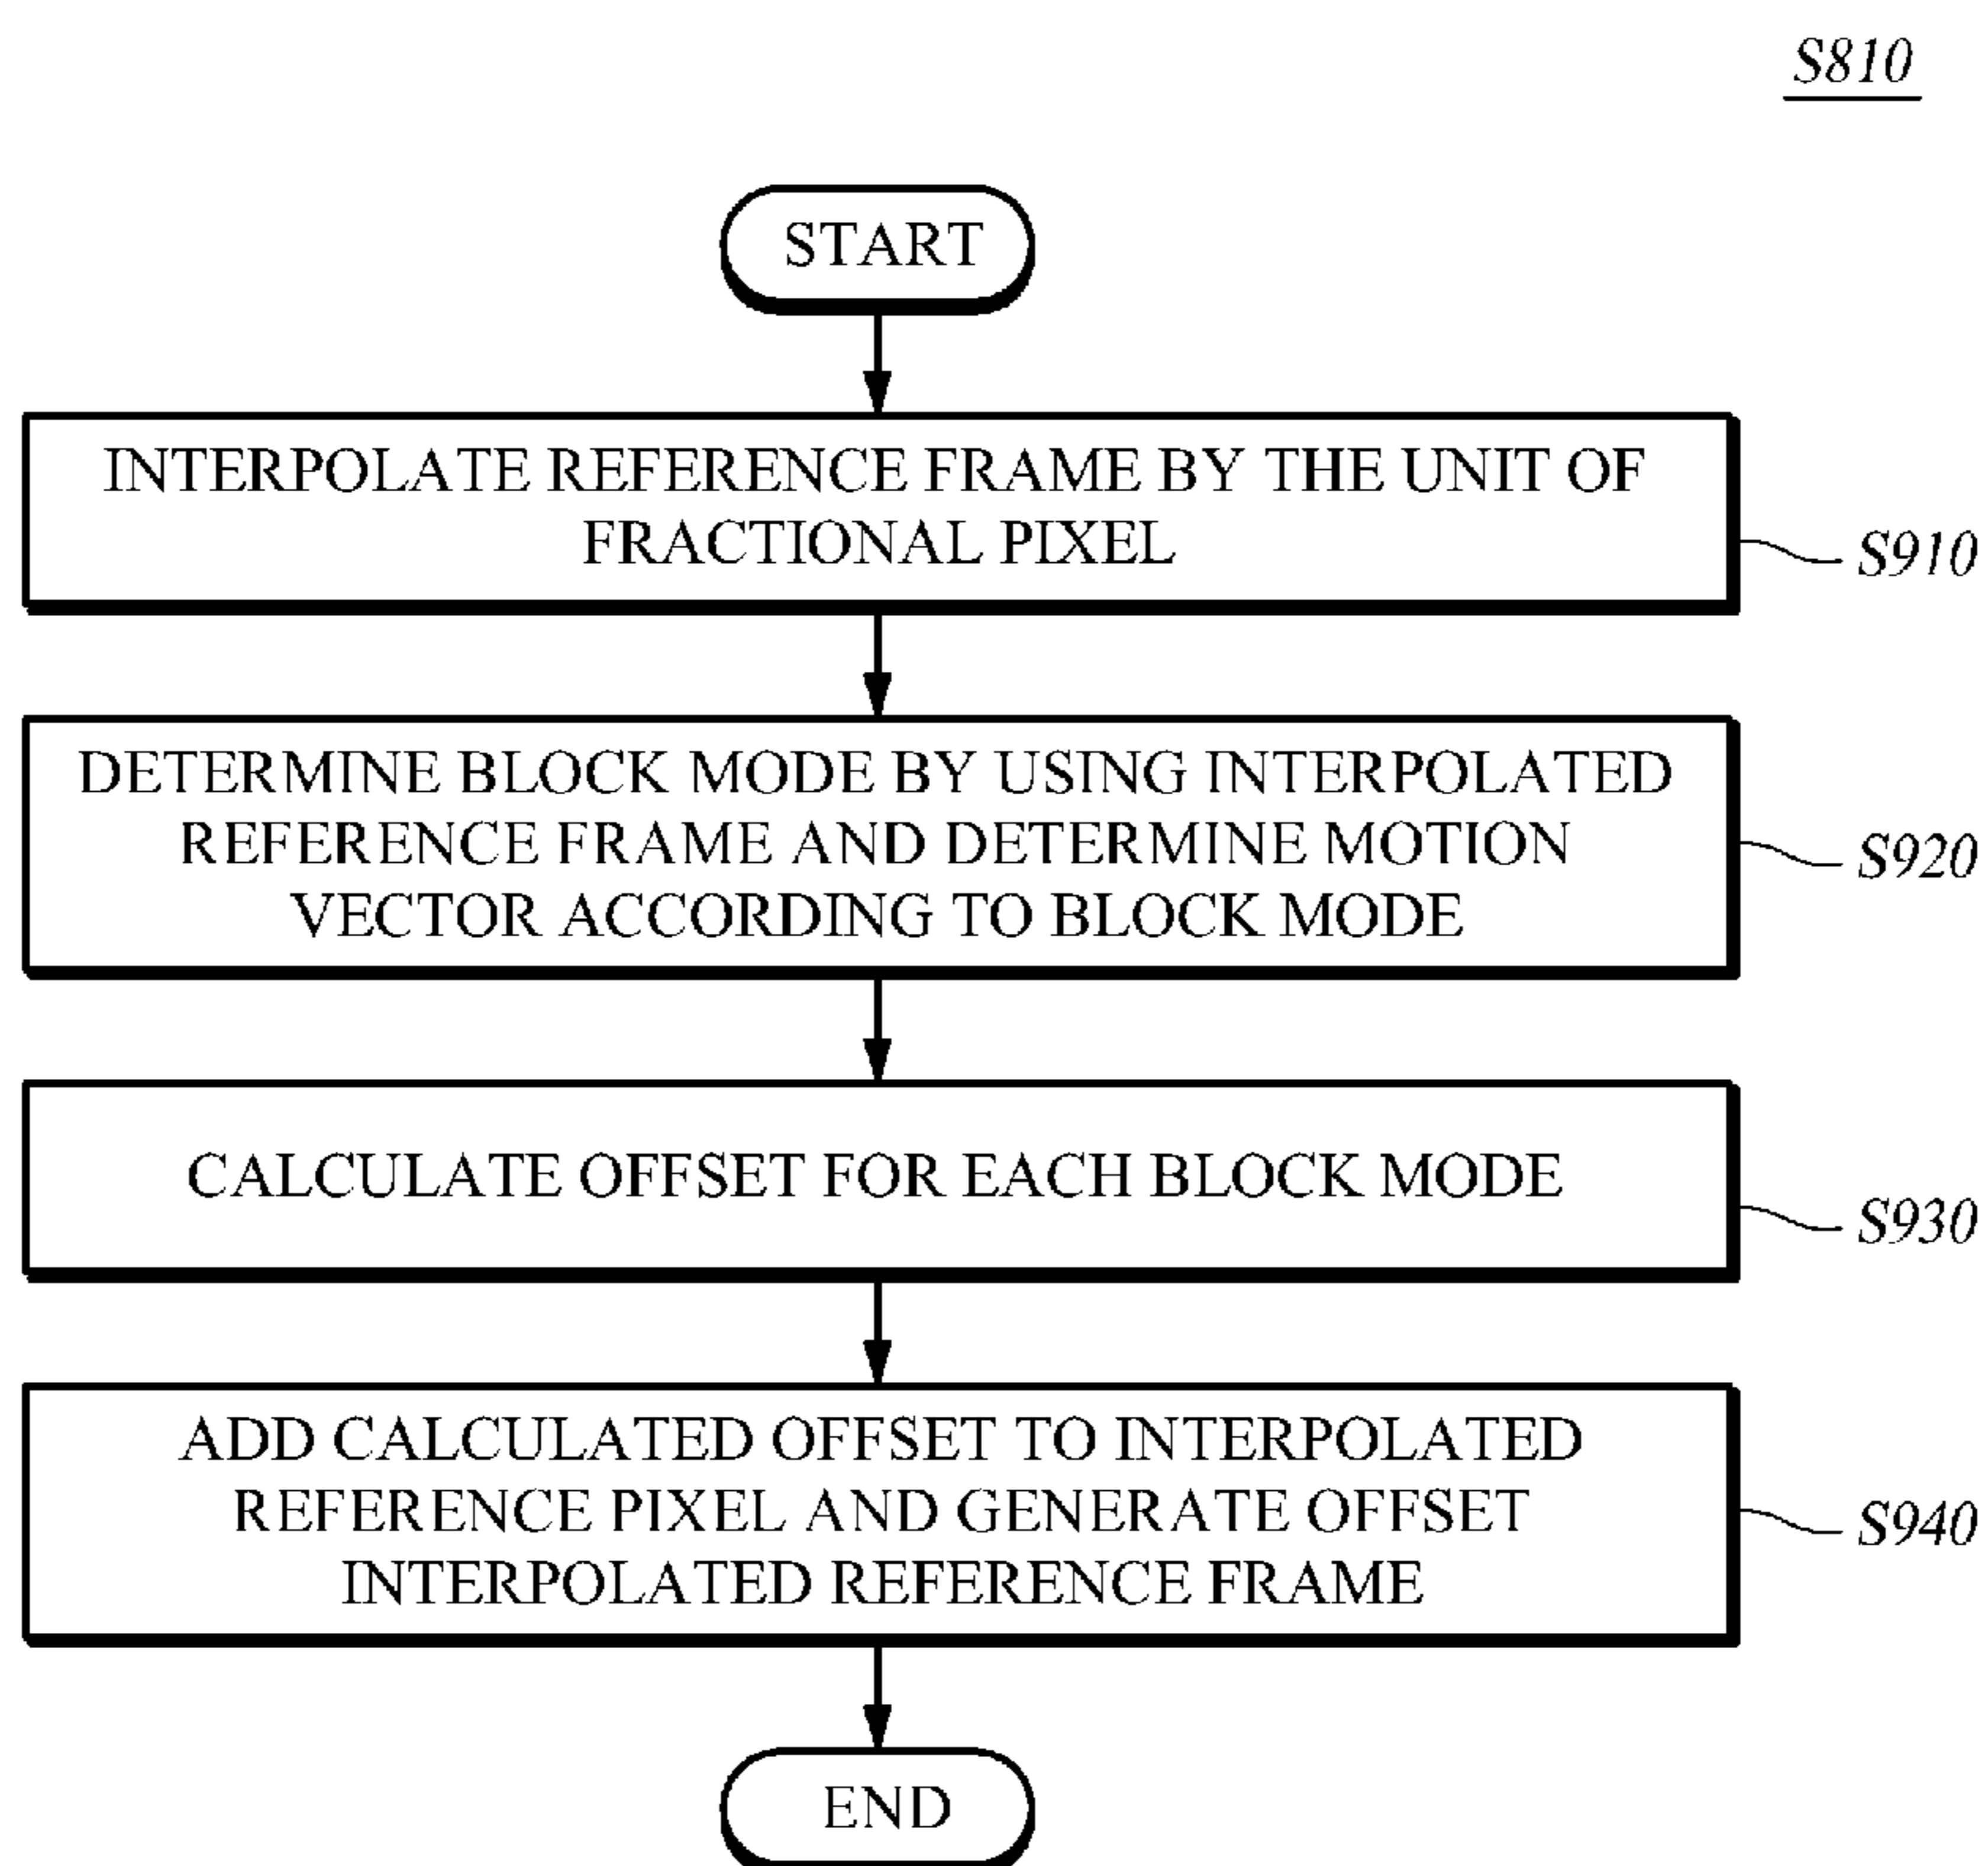 S810
START
INTERPOLATE REFERENCE FRAME BY THE UNIT OF
FRACTIONAL PIXEL
S910
DETERMINE BLOCK MODE BY USING INTERPOLATED
REFERENCE FRAME AND DETERMINE MOTION
VECTOR ACCORDING TO BLOCK MODE
S920
CALCULATE OFFSET FOR EACH BLOCK MODE
S930
ADD CALCULATED OFFSET TO INTERPOLATED
REFERENCE PIXEL AND GENERATE OFFSET
INTERPOLATED REFERENCE FRAME
S940
END